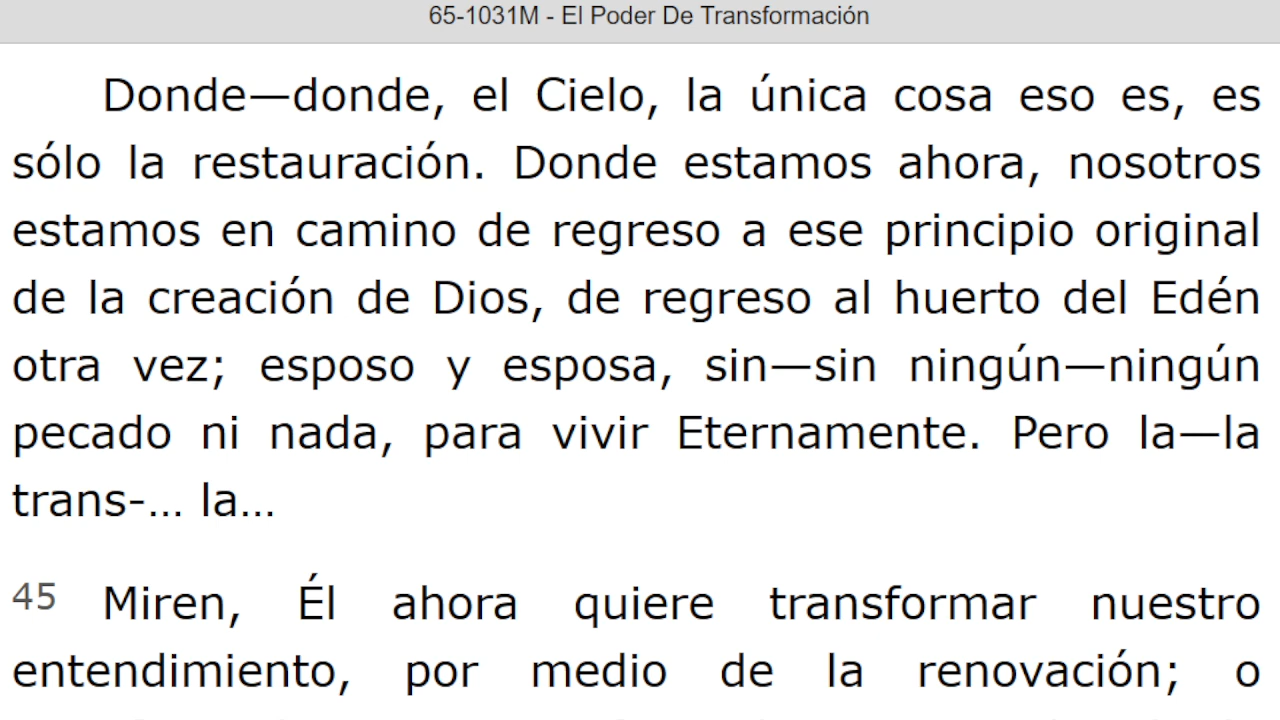 65-1031M - El Poder De Transformación
Donde—donde, el Cielo, la única cosa eso es, es
sólo la restauración. Donde estamos ahora, nosotros
estamos en camino de regreso a ese principio original
de la creación de Dios, de regreso al huerto del Edén
otra vez; esposo y esposa, sin—sin ningún—ningún
pecado ni nada, para vivir Eternamente. Pero la—la
trans-... la...
45 Miren, Él ahora quiere transformar nuestro
entendimiento, por medio de la renovación; o